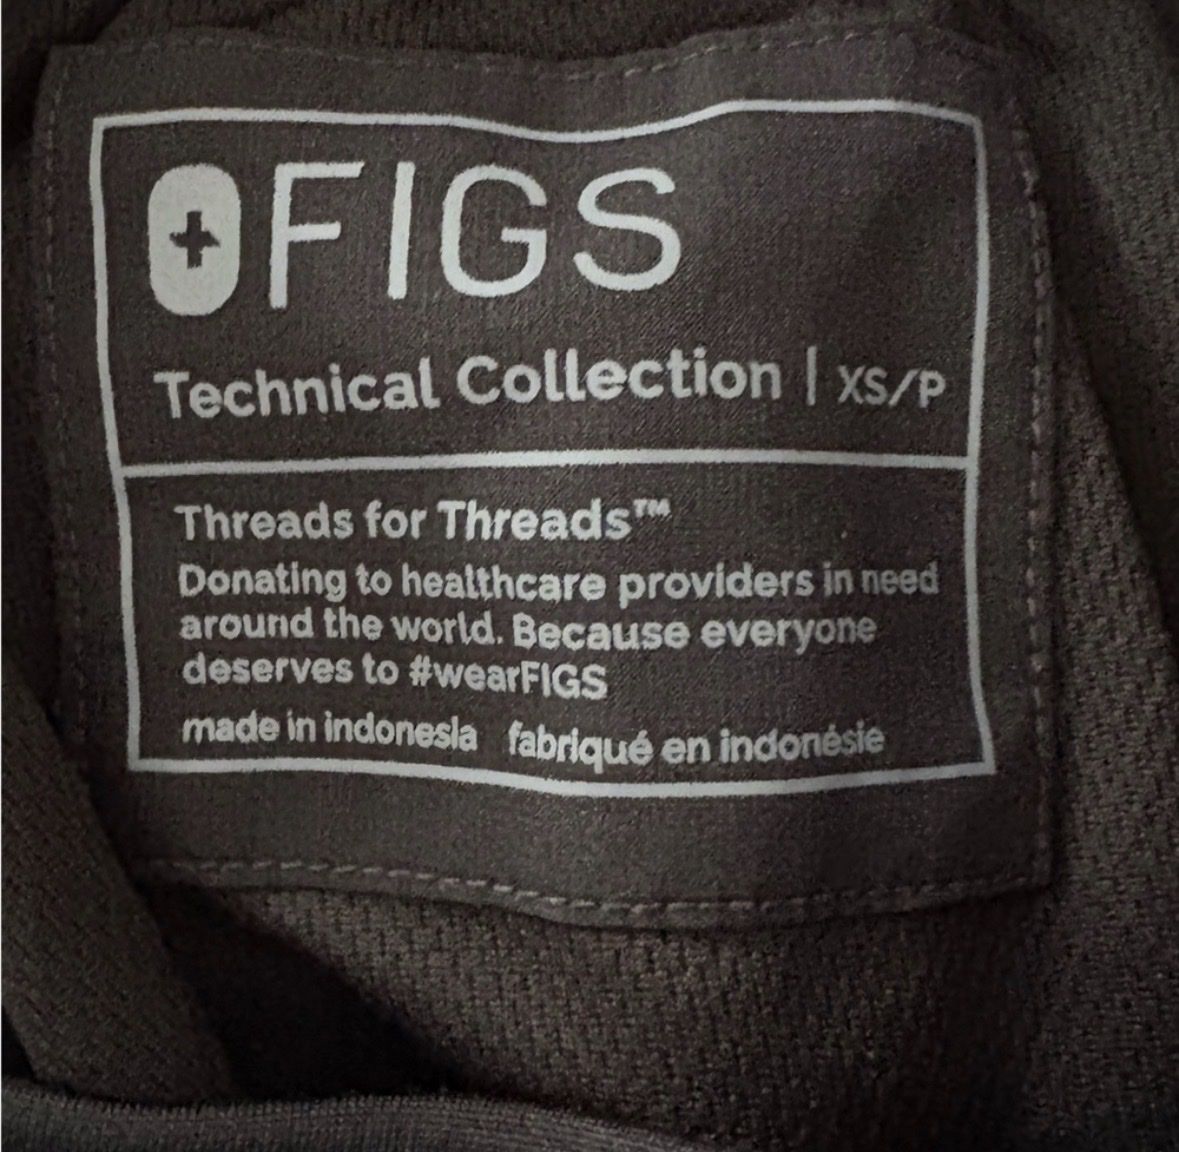 FIGS
Technical Collection | XS/P
Threads for Threads™
Donating to healthcare providers in need
around the world. Because everyone
deserves to #wearFIGS
made in indonesia fabriqué en indonésie